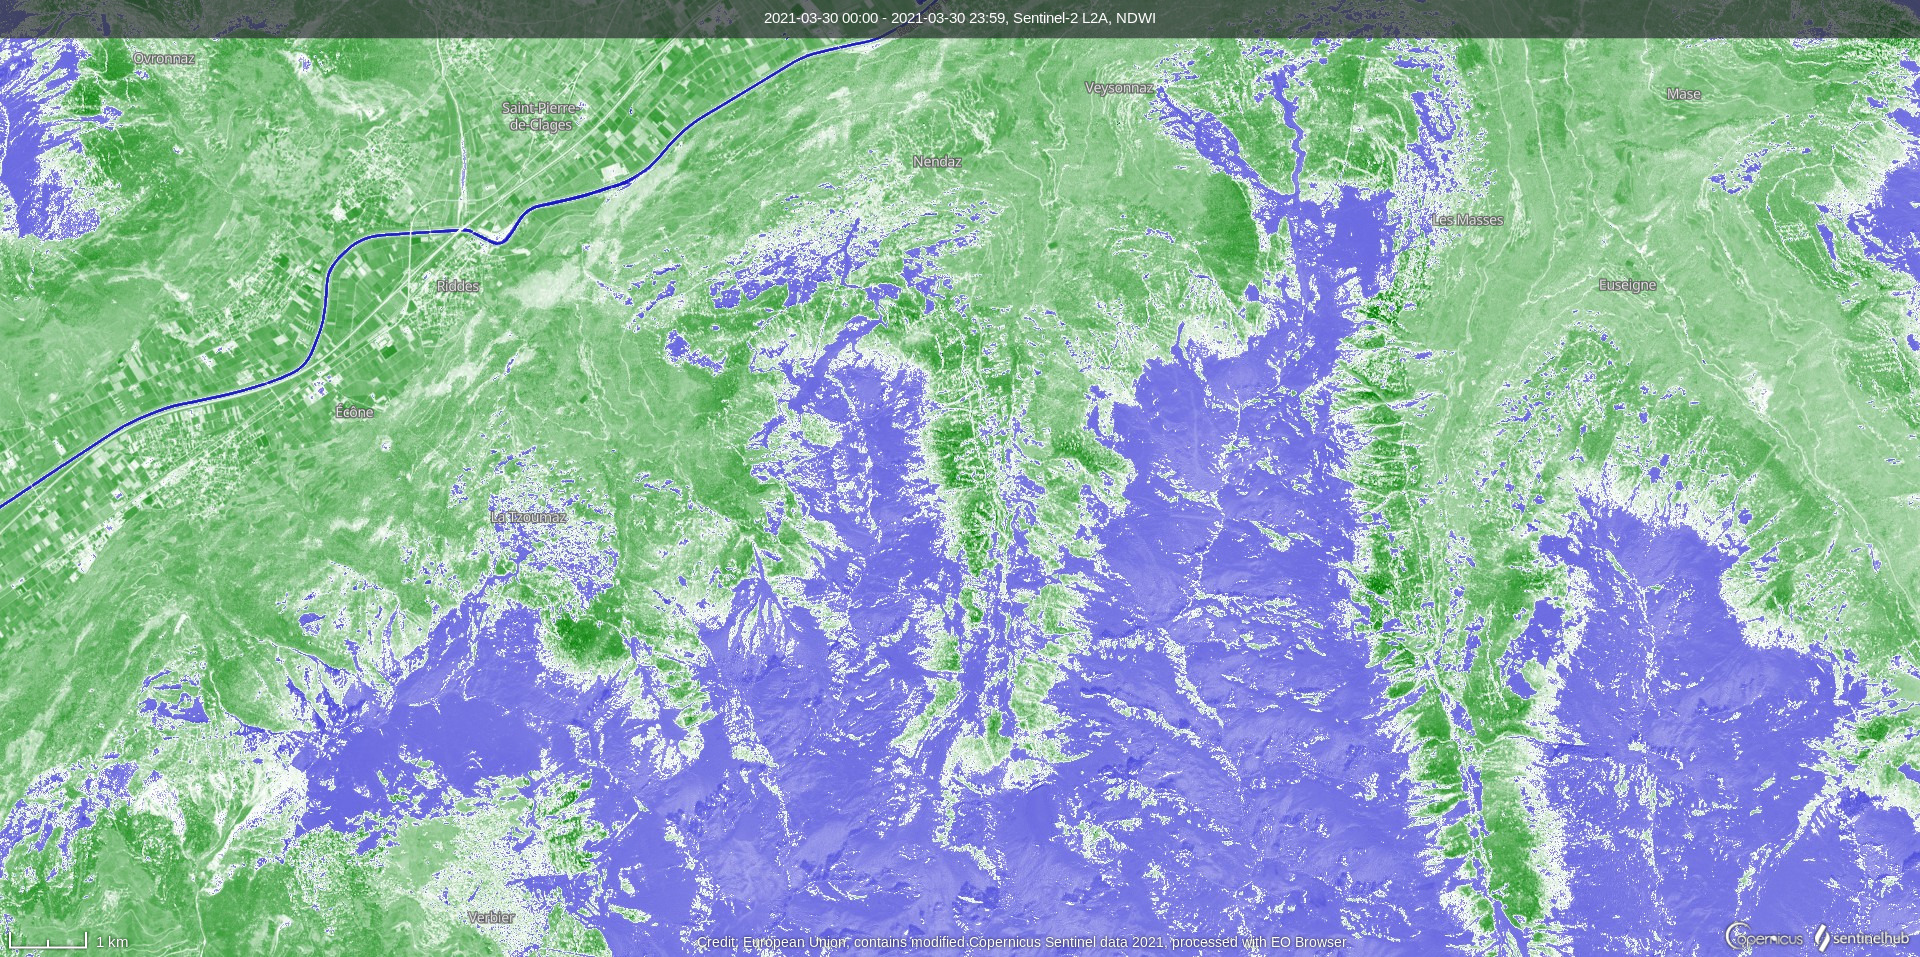 2021-03-30 00:00 - 2021-03-30 23:59, Sentinel-2 L2A, NDWI
Ovronnaz
Veysonnaz
Mase
Saint-Pierre-
de-Clages
Nendaz
Les Masses
Riddes
Euseigne
Écône
La Tzoumaz
Verbier
1 km
Credit: European Union, contains modified Copernicus Sentinel data 2021, processed with EO Browser
Copernicus
sentinelhub